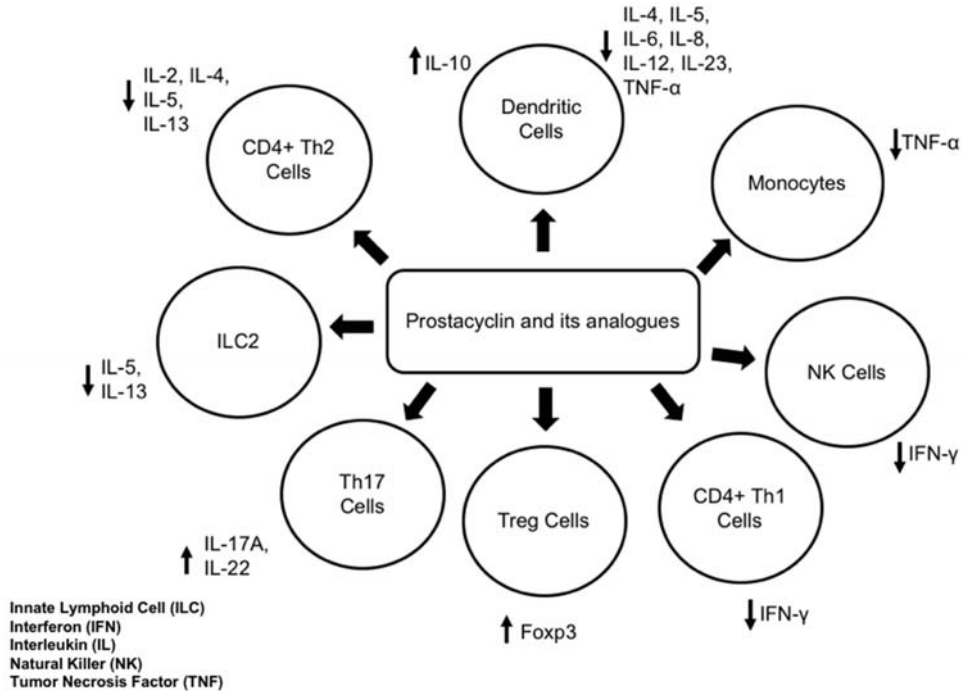 IL-2, IL-4,
IL-5,
IL-13
CD4+ Th2
Cells
IL-10
IL-4, IL-5,
IL-6, IL-8,
IL-12, IL-23,
TNF-α
Dendritic
Cells
TNF-α
Monocytes
Prostacyclin and its analogues
ILC2
IL-5,
IL-13
NK Cells
IFN-γ
Th17
Cells
IL-17A,
IL-22
Treg Cells
Foxp3
CD4+ Th1
Cells
IFN-γ
Innate Lymphoid Cell (ILC)
Interferon (IFN)
Interleukin (IL)
Natural Killer (NK)
Tumor Necrosis Factor (TNF)